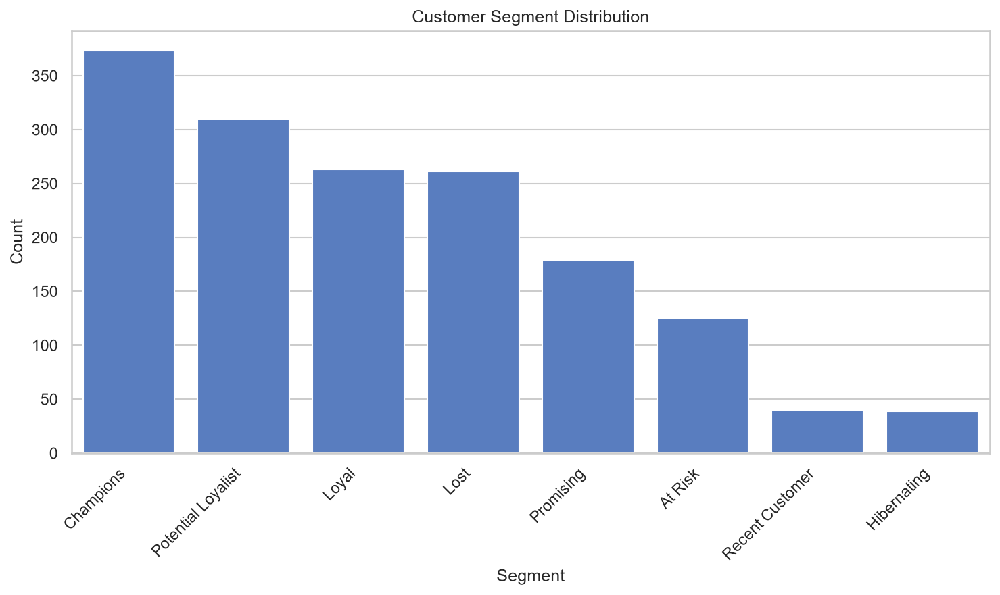 Customer Segment Distribution
350
300
250
200
150
100
50
0
Count
Champions
Potential Loyalist
Loyal
Lost
Promising
At Risk
Recent Customer
Hibernating
Segment